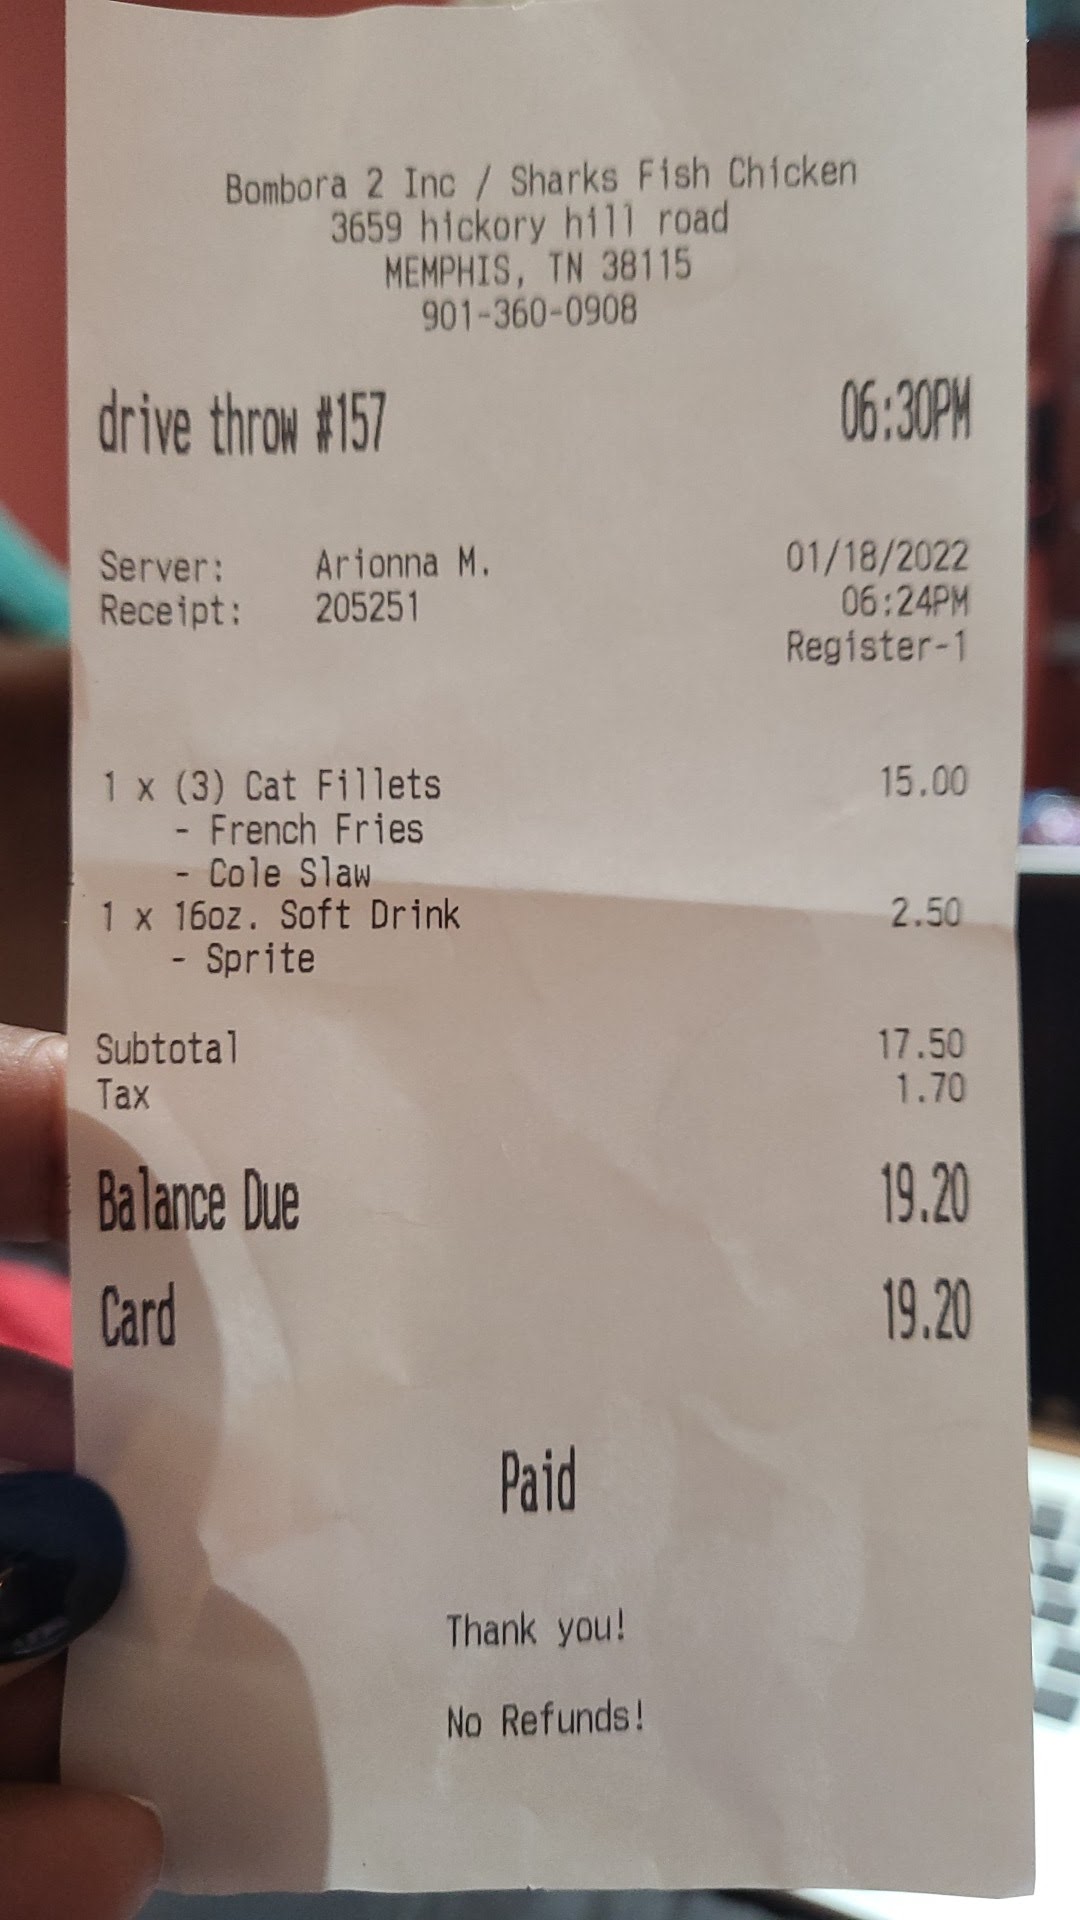 Bombora 2 Inc / Sharks Fish Chicken
3659 hickory hill road
MEMPHIS, TN 38115
901-360-0908
drive throw #157 06:30PM
Server: Arionna M. 01/18/2022
Receipt: 205251 06:24PM
Register-1
1 x (3) Cat Fillets 15.00
- French Fries
- Cole Slaw
1 x 16oz. Soft Drink 2.50
- Sprite
Subtotal 17.50
Tax 1.70
Balance Due 19.20
Card 19.20
Paid
Thank you!
No Refunds!